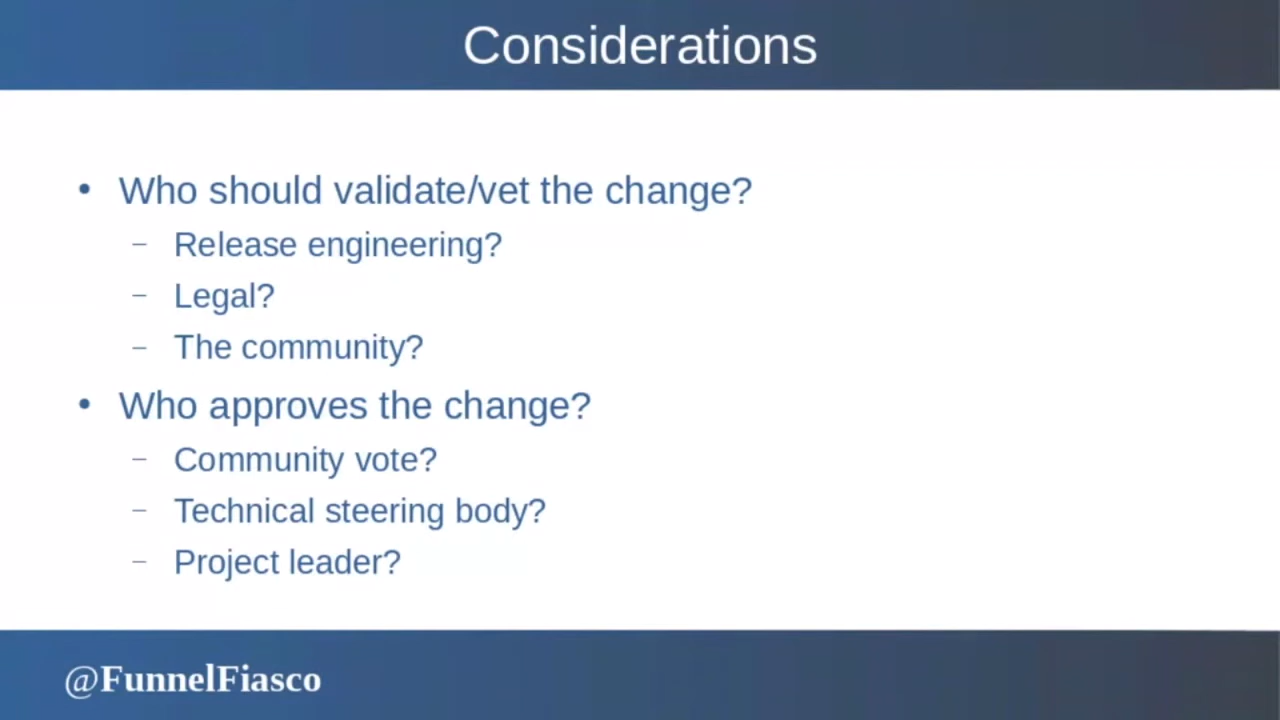 Considerations
• Who should validate/vet the change?
– Release engineering?
– Legal?
– The community?
• Who approves the change?
– Community vote?
– Technical steering body?
– Project leader?
@FunnelFiasco